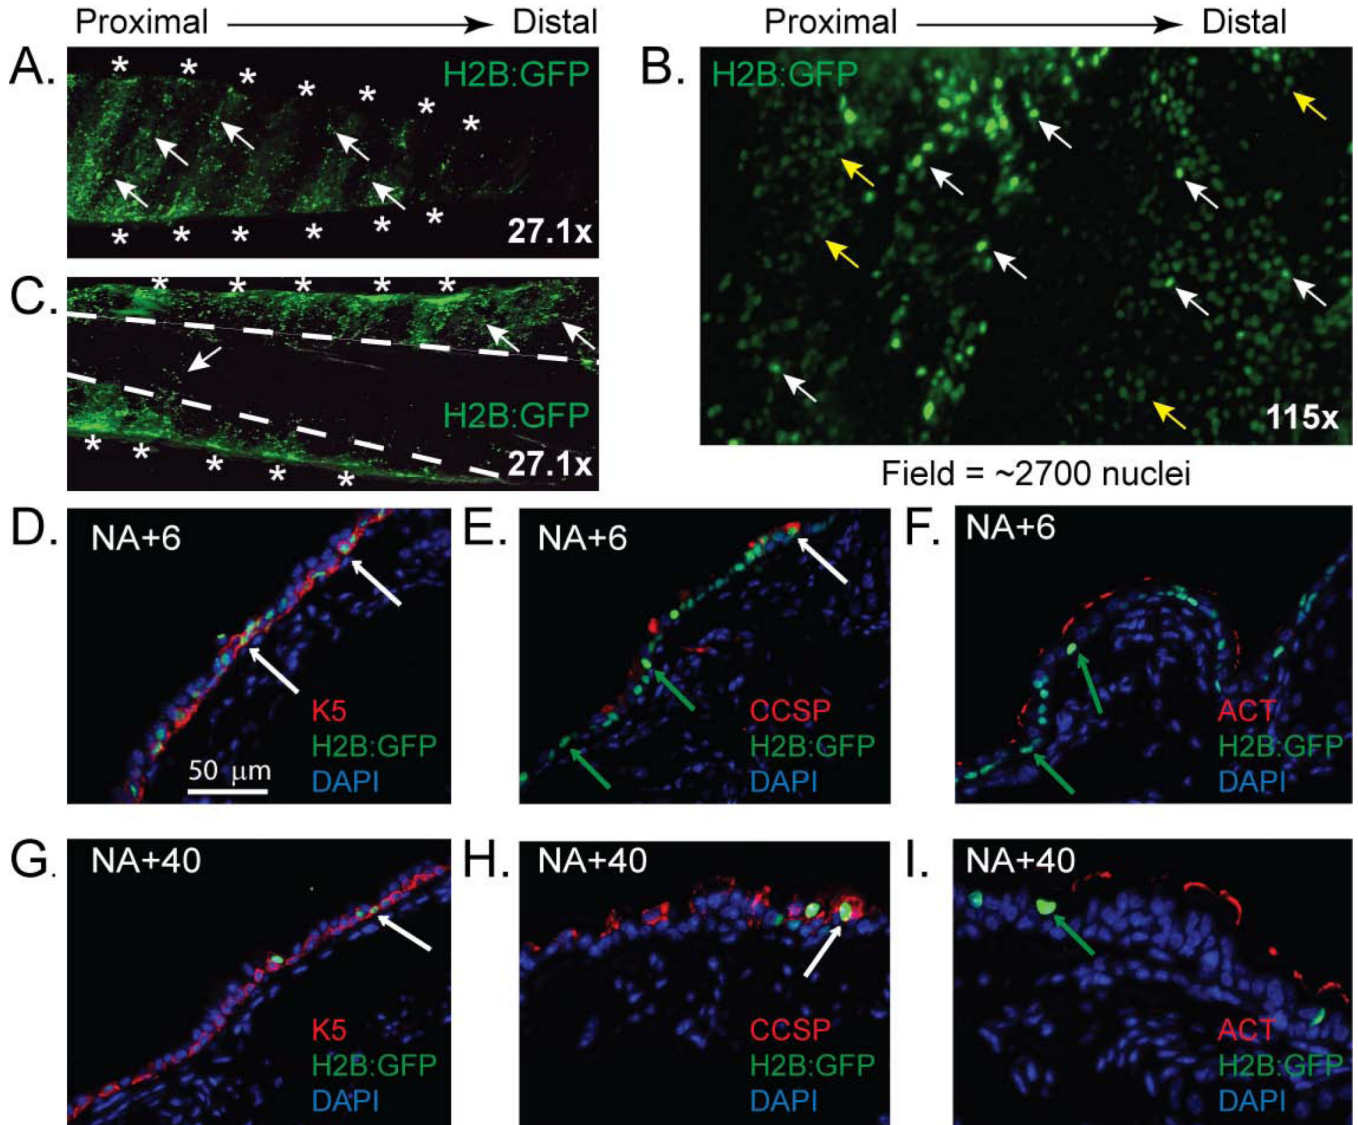 Proximal Distal
Proximal Distal
A.
H2B:GFP
* * * * * * *
* * * * * * *
27.1x
B.
H2B:GFP
115x
Field = ~2700 nuclei
C.
* * * * *
H2B:GFP
* * * * *
27.1x
D.
NA+6
K5
H2B:GFP
DAPI
50 µm
E.
NA+6
CCSP
H2B:GFP
DAPI
F.
NA+6
ACT
H2B:GFP
DAPI
G.
NA+40
K5
H2B:GFP
DAPI
H.
NA+40
CCSP
H2B:GFP
DAPI
I.
NA+40
ACT
H2B:GFP
DAPI